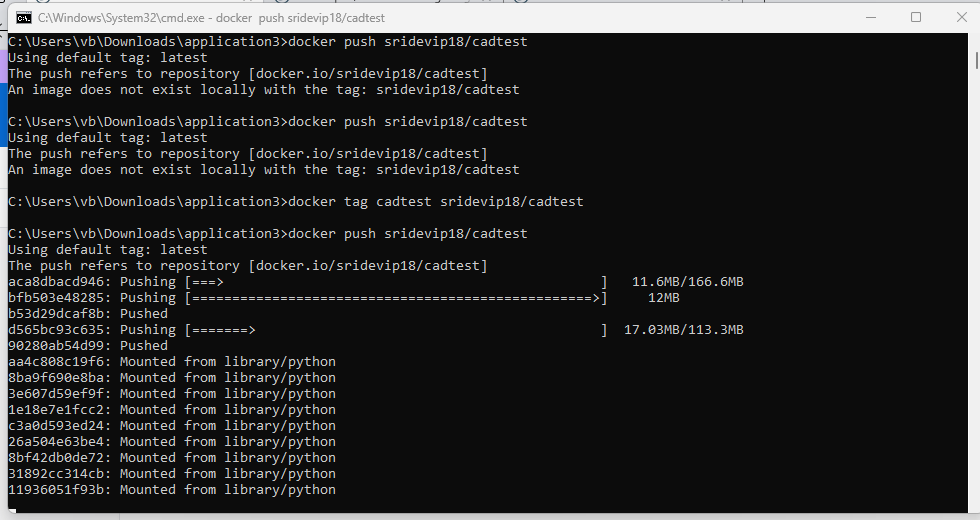 C:\Windows\System32\cmd.exe - docker  push sridevip18/cadtest
C:\Users\vb\Downloads\application3>docker push sridevip18/cadtest
Using default tag: latest
The push refers to repository [docker.io/sridevip18/cadtest]
An image does not exist locally with the tag: sridevip18/cadtest
C:\Users\vb\Downloads\application3>docker push sridevip18/cadtest
Using default tag: latest
The push refers to repository [docker.io/sridevip18/cadtest]
An image does not exist locally with the tag: sridevip18/cadtest
C:\Users\vb\Downloads\application3>docker tag cadtest sridevip18/cadtest
C:\Users\vb\Downloads\application3>docker push sridevip18/cadtest
Using default tag: latest
The push refers to repository [docker.io/sridevip18/cadtest]
aca8dbacd946: Pushing [===>                                               ]   11.6MB/166.6MB
bfb503e48285: Pushing [==================================================>]     12MB
b53d29dcaf8b: Pushed
d565bc93c635: Pushing [=======>                                           ]  17.03MB/113.3MB
90280ab54d99: Pushed
aa4c808c19f6: Mounted from library/python
8ba9f690e8ba: Mounted from library/python
3e607d59ef9f: Mounted from library/python
1e18e7e1fcc2: Mounted from library/python
c3a0d593ed24: Mounted from library/python
26a504e63be4: Mounted from library/python
8bf42db0de72: Mounted from library/python
31892cc314cb: Mounted from library/python
11936051f93b: Mounted from library/python